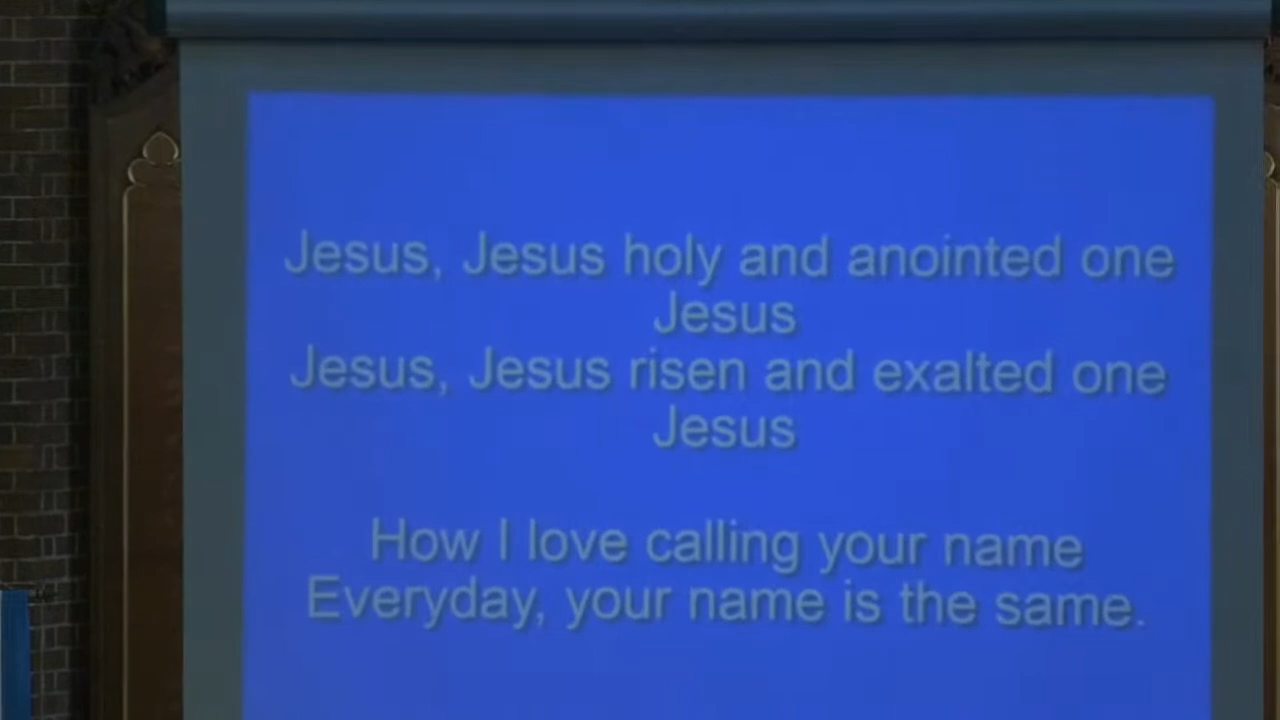 Jesus, Jesus holy and anointed one
Jesus
Jesus, Jesus risen and exalted one
Jesus
How I love calling your name
Everyday, your name is the same.